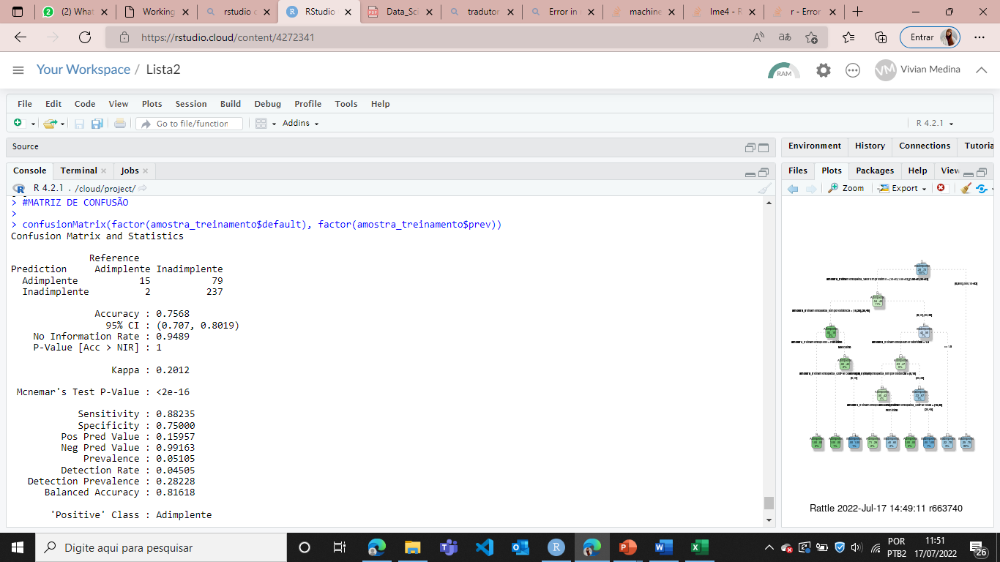 (2) What
Working
rstudio c
RStudio
Data_Sci
tradutor
Error in
machine
lme4 - R
r - Error
https://rstudio.cloud/content/4272341
Entrar
Your Workspace / Lista2
RAM
VM
Vivian Medina
File Edit Code View Plots Session Build Debug Profile Tools Help
Go to file/function
Addins
R 4.2.1
Source
Environment History Connections Tutoria
Console Terminal Jobs
Files Plots Packages Help View
R 4.2.1 . /cloud/project/
Zoom Export
> #MATRIZ DE CONFUSÃO
>
> confusionMatrix(factor(amostra_treinamento$default), factor(amostra_treinamento$prev))
Confusion Matrix and Statistics
Reference
Prediction Adimplente Inadimplente
Adimplente 15 79
Inadimplente 2 237
Accuracy : 0.7568
95% CI : (0.707, 0.8019)
No Information Rate : 0.9489
P-Value [Acc > NIR] : 1
Kappa : 0.2012
Mcnemar's Test P-Value : <2e-16
Sensitivity : 0.88235
Specificity : 0.75000
Pos Pred Value : 0.15957
Neg Pred Value : 0.99163
Prevalence : 0.05105
Detection Rate : 0.04505
Detection Prevalence : 0.28228
Balanced Accuracy : 0.81618
'Positive' Class : Adimplente
Rattle 2022-Jul-17 14:49:11 r663740
Digite aqui para pesquisar
POR
PTB2
11:51
17/07/2022
26